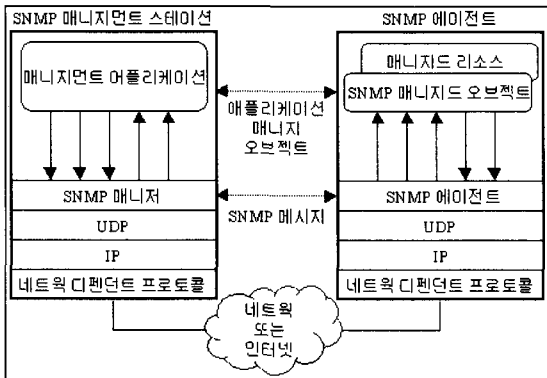 SNMP 매니지먼트 스테이션
매니지먼트 어플리케이션
SNMP 매니저
UDP
IP
네트웍 디펜던트 프로토콜
애플리케이션
매니지
오브젝트
SNMP 메시지
SNMP 에이전트
매니자드 리소스
SNMP 매니지드 오브젝트
SNMP 에이전트
UDP
IP
네트웍 디펜던트 프로토콜
네트웍
또는
인터넷